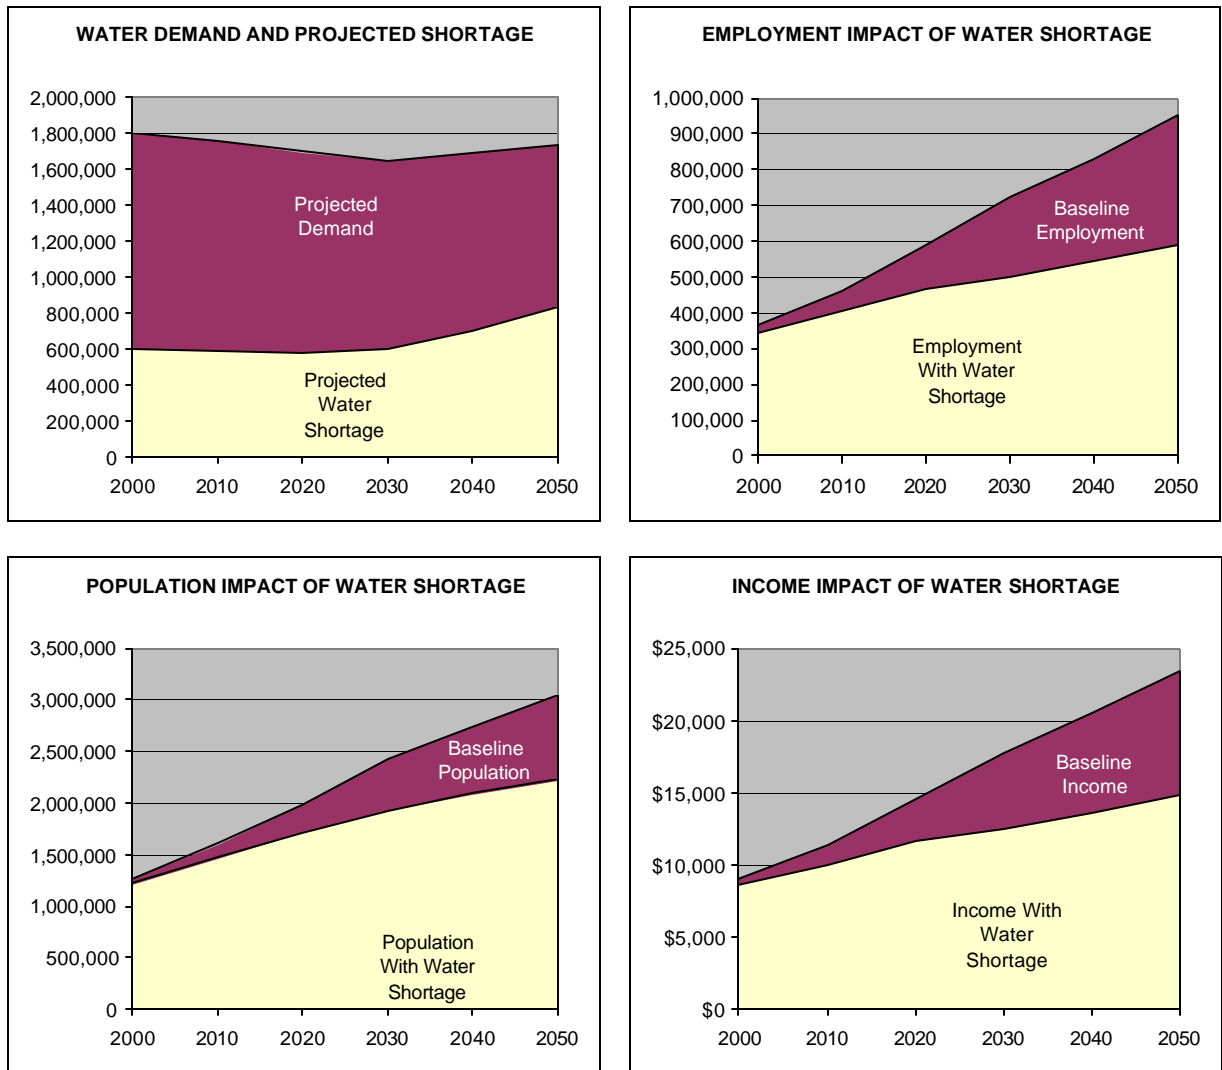 WATER DEMAND AND PROJECTED SHORTAGE
2,000,000
1,800,000
1,600,000
1,400,000
1,200,000
1,000,000
800,000
600,000
400,000
200,000
0
Projected
Demand
Projected
Water
Shortage
2000 2010 2020 2030 2040 2050
EMPLOYMENT IMPACT OF WATER SHORTAGE
1,000,000
900,000
800,000
700,000
600,000
500,000
400,000
300,000
200,000
100,000
0
Baseline
Employment
Employment
With Water
Shortage
2000 2010 2020 2030 2040 2050
POPULATION IMPACT OF WATER SHORTAGE
3,500,000
3,000,000
2,500,000
2,000,000
1,500,000
1,000,000
500,000
0
Baseline
Population
Population
With Water
Shortage
2000 2010 2020 2030 2040 2050
INCOME IMPACT OF WATER SHORTAGE
$25,000
$20,000
$15,000
$10,000
$5,000
$0
Baseline
Income
Income With
Water
Shortage
2000 2010 2020 2030 2040 2050